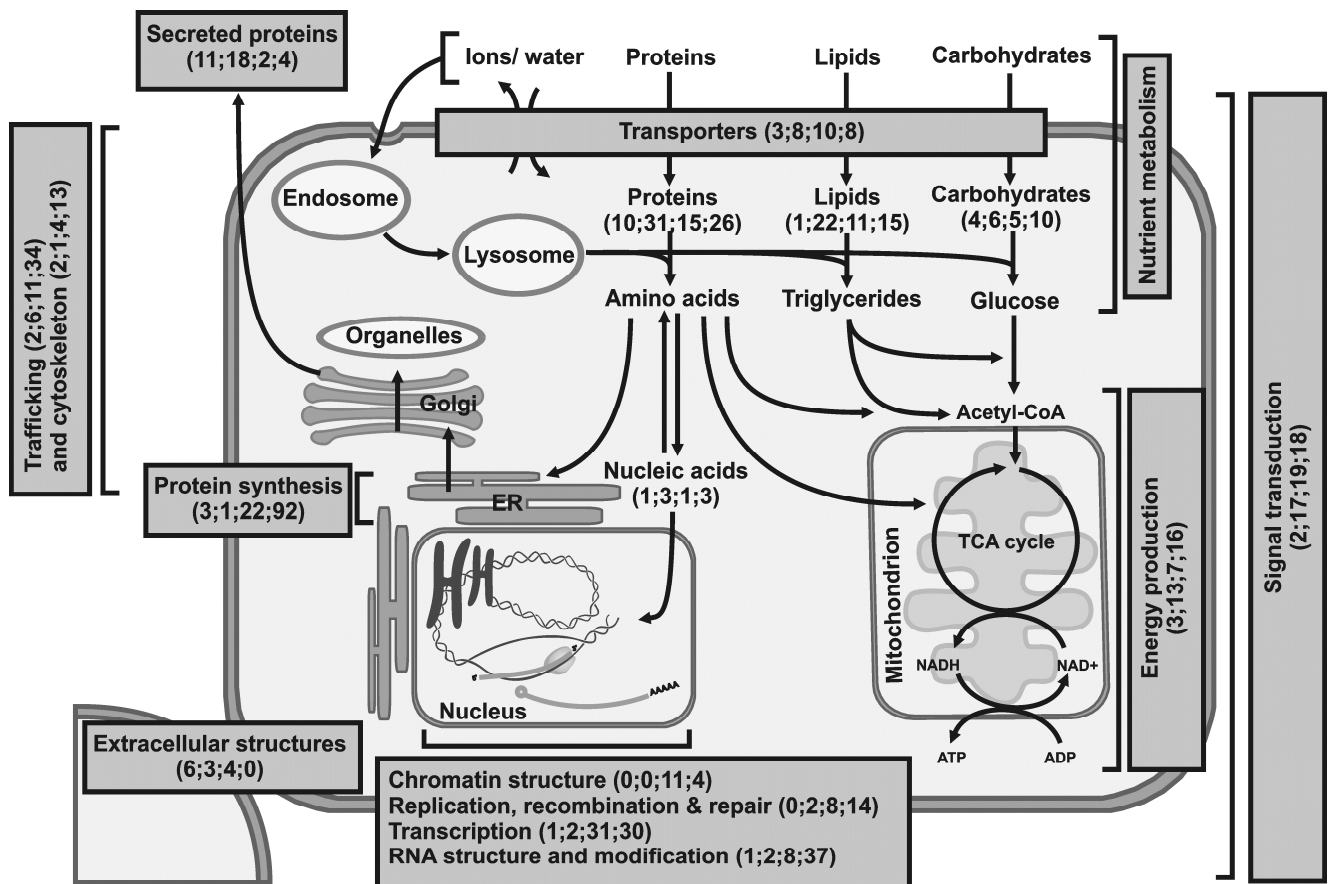 Secreted proteins
(11;18;2;4)
Ions/ water
Proteins
Lipids
Carbohydrates
Transporters (3;8;10;8)
Nutrient metabolism
Endosome
Proteins
(10;31;15;26)
Lipids
(1;22;11;15)
Carbohydrates
(4;6;5;10)
Lysosome
Amino acids
Triglycerides
Glucose
Trafficking (2;6;11;34)
and cytoskeleton (2;1;4;13)
Organelles
Golgi
Acetyl-CoA
Signal transduction
(2;17;19;18)
Protein synthesis
(3;1;22;92)
ER
Nucleic acids
(1;3;1;3)
Mitochondrion
TCA cycle
Energy production
(3;13;7;16)
NADH
NAD+
AAAAA
Nucleus
ATP
ADP
Extracellular structures
(6;3;4;0)
Chromatin structure (0;0;11;4)
Replication, recombination & repair (0;2;8;14)
Transcription (1;2;31;30)
RNA structure and modification (1;2;8;37)